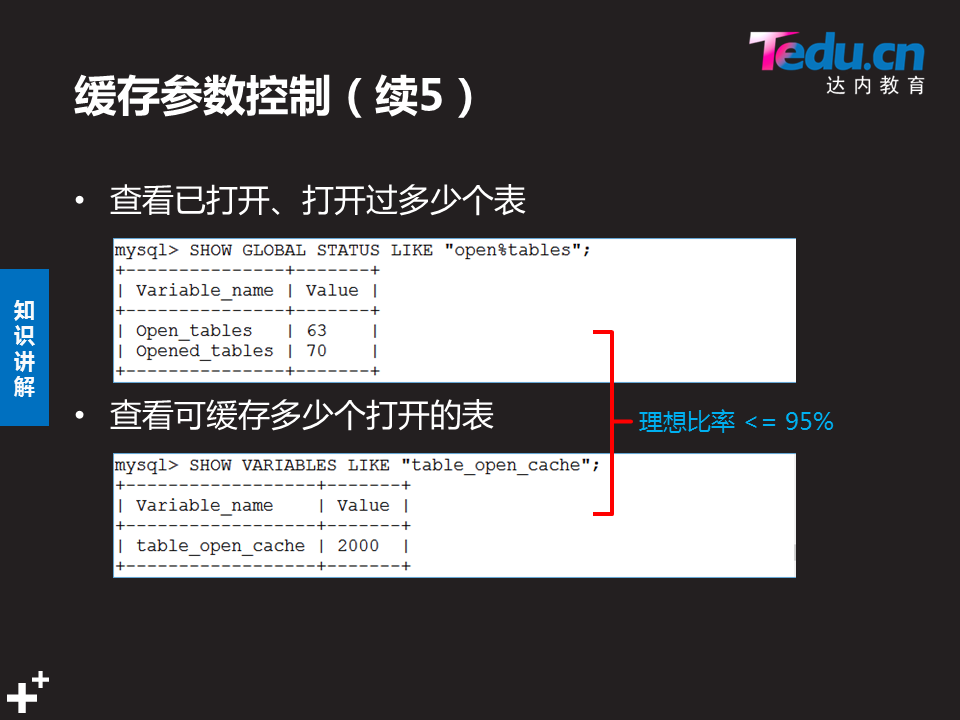 Tedu.cn
达内教育
缓存参数控制（续5）
• 查看已打开、打开过多少个表
mysql> SHOW GLOBAL STATUS LIKE "open%tables";
+---------------+-------+
| Variable_name | Value |
+---------------+-------+
| Open_tables   | 63    |
| Opened_tables | 70    |
+---------------+-------+
知识讲解
• 查看可缓存多少个打开的表
理想比率 <= 95%
mysql> SHOW VARIABLES LIKE "table_open_cache";
+------------------+-------+
| Variable_name    | Value |
+------------------+-------+
| table_open_cache | 2000  |
+------------------+-------+